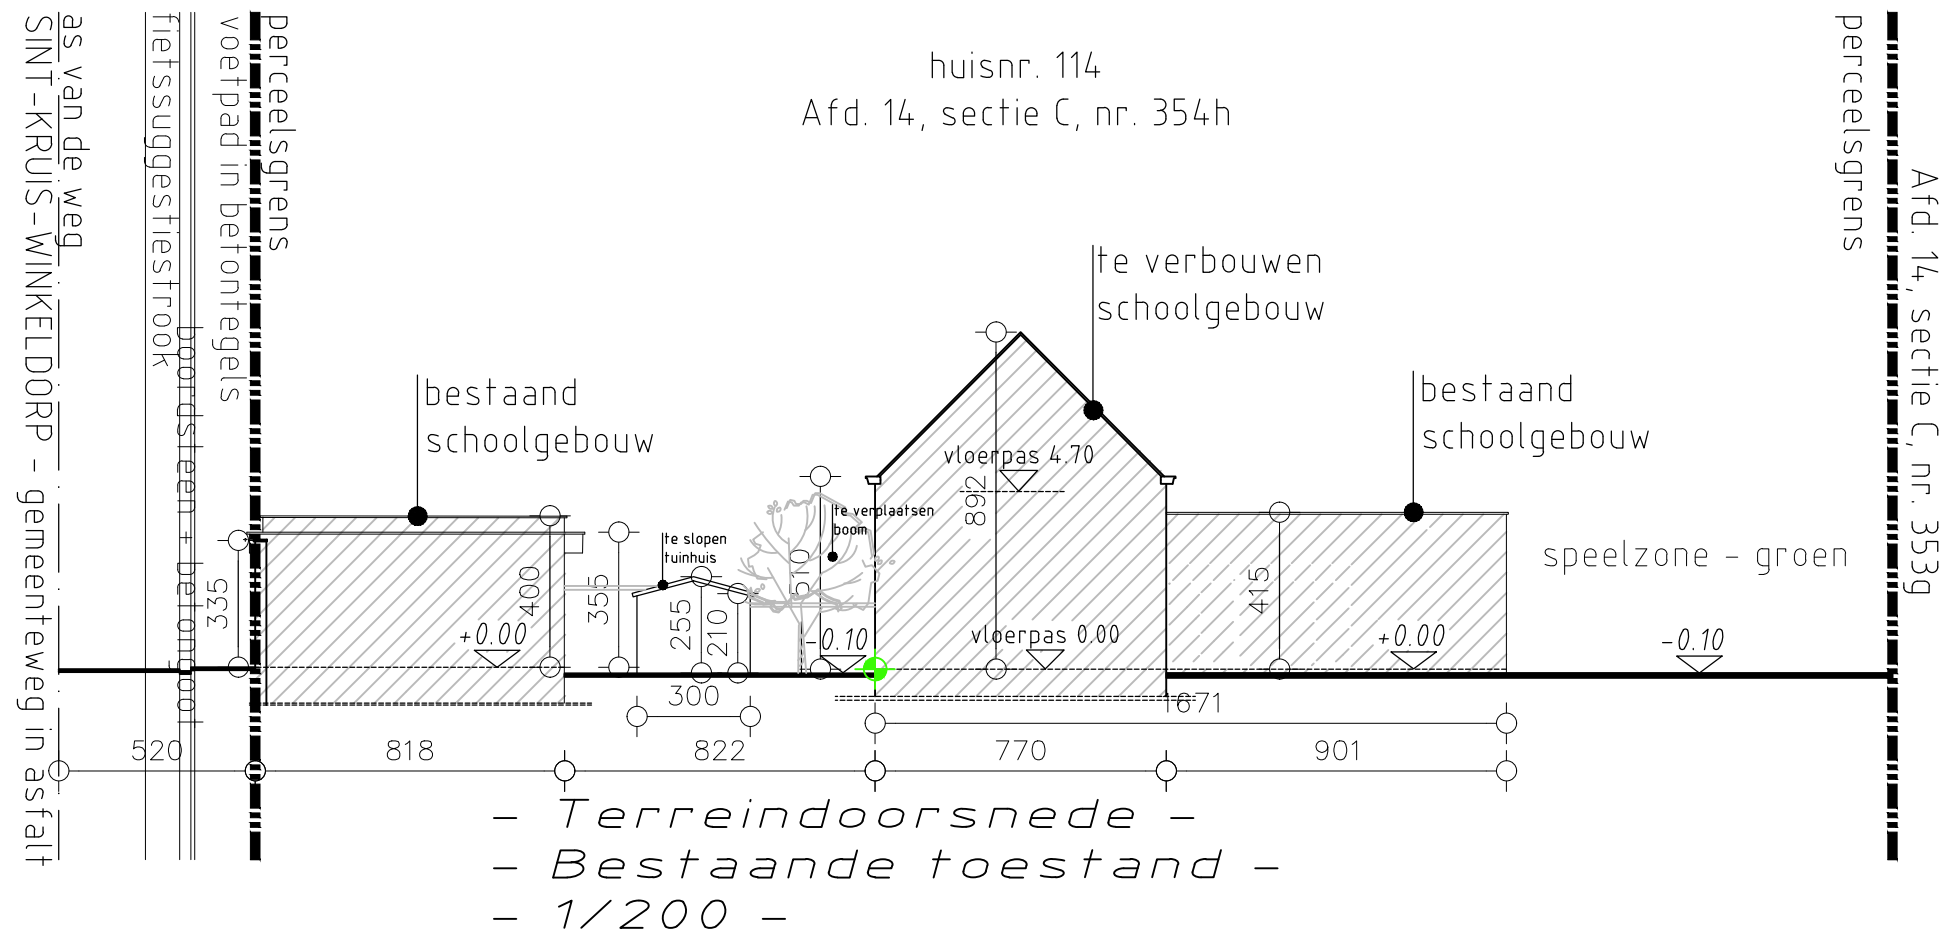 SINT-KRUIS-WINKELDORP - gemeenteweg in asfalt
as van de weg
fietssuggestiestrook
boordsteen + betongoot
voetpad in betontegels
perceelsgrens
huisnr. 114
Afd. 14, sectie C, nr. 354h
perceelsgrens
Afd. 14, sectie C, nr. 353g
te verbouwen
schoolgebouw
bestaand
schoolgebouw
bestaand
schoolgebouw
vloerpas 4.70
892
te verplaatsen
boom
te slopen
tuinhuis
speelzone - groen
335
400
355
255
210
510
415
+0.00
-0.10
vloerpas 0.00
+0.00
-0.10
300
1671
520
818
822
770
901
- Terreindoorsnede -
- Bestaande toestand -
- 1/200 -